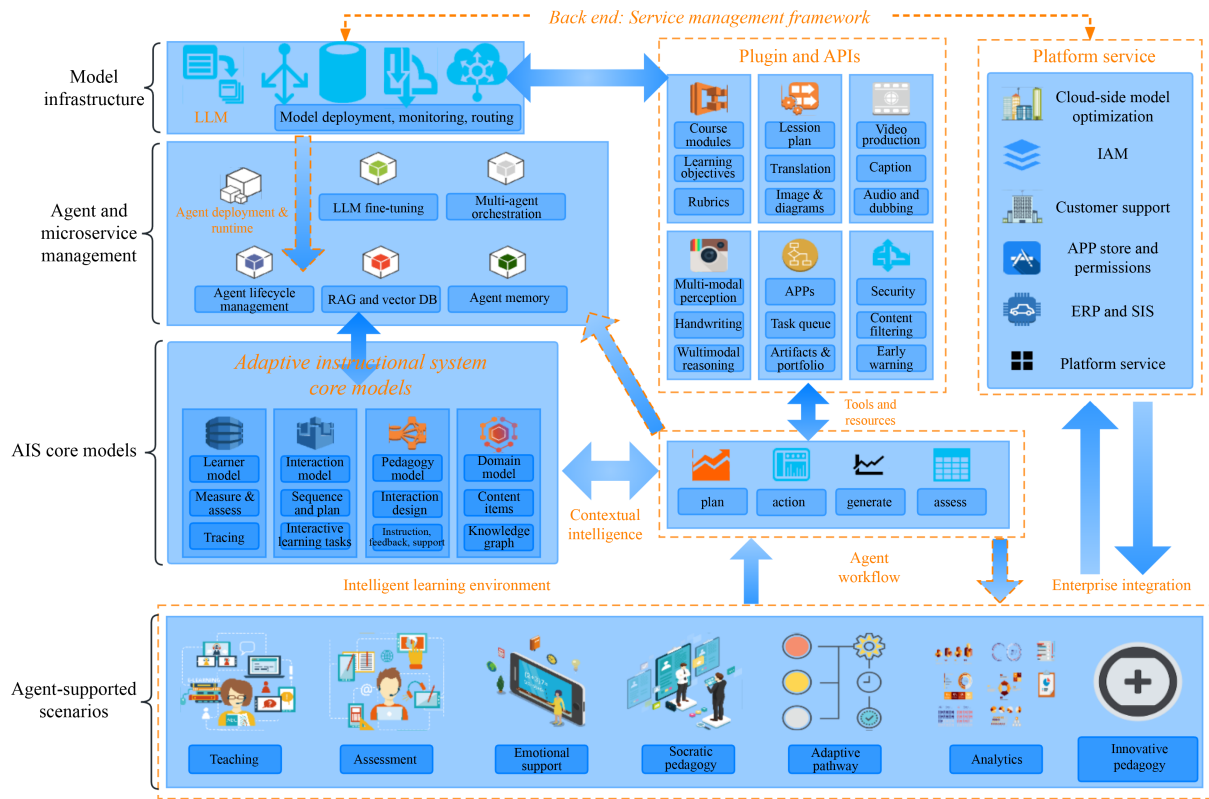 Back end: Service management framework
Model
infrastructure
LLM
Model deployment, monitoring, routing
Agent and
microservice
management
Agent deployment &
runtime
LLM fine-tuning
Multi-agent
orchestration
Agent lifecycle
management
RAG and vector DB
Agent memory
AIS core models
Adaptive instructional system
core models
Learner
model
Measure &
assess
Tracing
Interaction
model
Sequence
and plan
Interactive
learning tasks
Pedagogy
model
Interaction
design
Instruction,
feedback, support
Domain
model
Content
items
Knowledge
graph
Plugin and APIs
Course
modules
Learning
objectives
Rubrics
Lession
plan
Translation
Image &
diagrams
Video
production
Caption
Audio and
dubbing
Multi-modal
perception
Handwriting
Wultimodal
reasoning
APPs
Task queue
Artifacts &
portfolio
Security
Content
filtering
Early
warning
Platform service
Cloud-side model
optimization
IAM
Customer support
APP store and
permissions
ERP and SIS
Platform service
Tools and
resources
plan
action
generate
assess
Contextual
intelligence
Agent
workflow
Intelligent learning environment
Enterprise integration
Agent-supported
scenarios
Teaching
Assessment
Emotional
support
Socratic
pedagogy
Adaptive
pathway
Analytics
Innovative
pedagogy